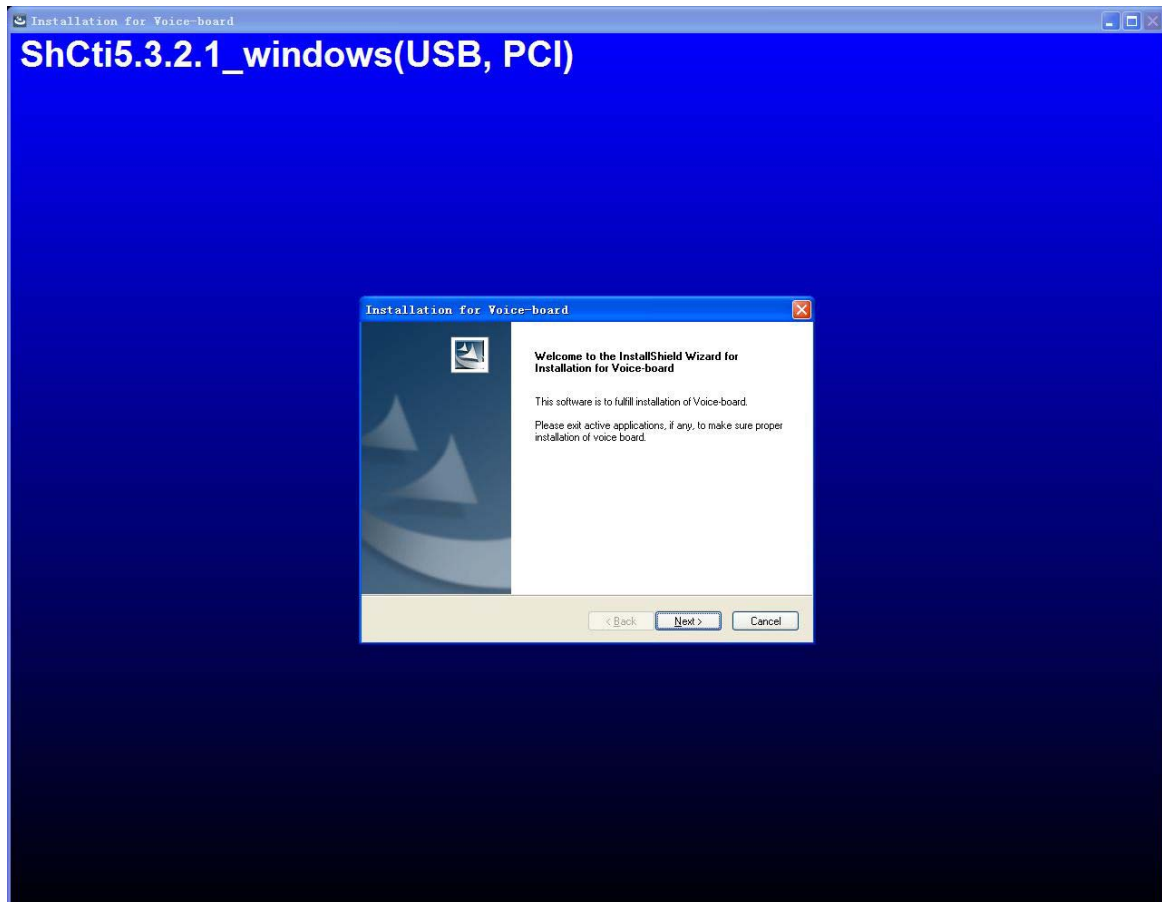 Installation for Voice-board
ShCti5.3.2.1_windows(USB, PCI)
Installation for Voice-board
Welcome to the InstallShield Wizard for
Installation for Voice-board
This software is to fulfill installation of Voice-board.
Please exit active applications, if any, to make sure proper
installation of voice board.
< Back
Next >
Cancel